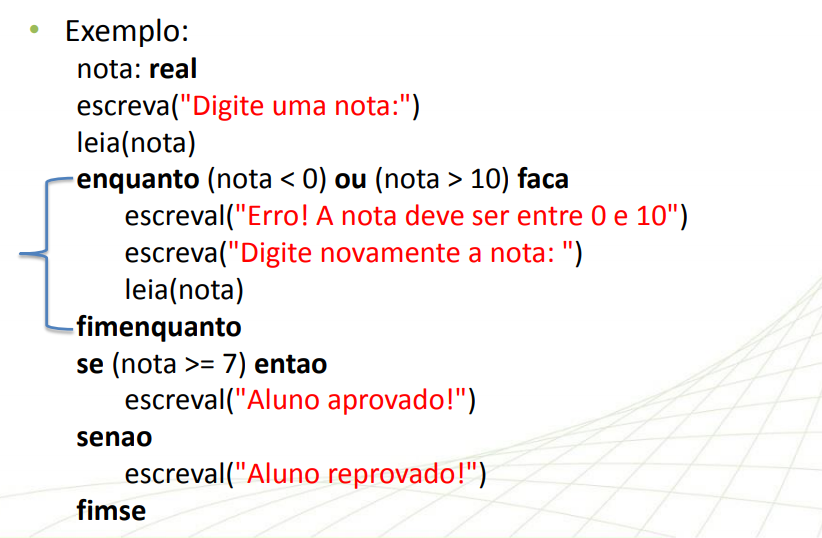 • Exemplo:
nota: real
escreva("Digite uma nota:")
leia(nota)
enquanto (nota < 0) ou (nota > 10) faca
escreval("Erro! A nota deve ser entre 0 e 10")
escreva("Digite novamente a nota: ")
leia(nota)
fimenquanto
se (nota >= 7) entao
escreval("Aluno aprovado!")
senao
escreval("Aluno reprovado!")
fimse